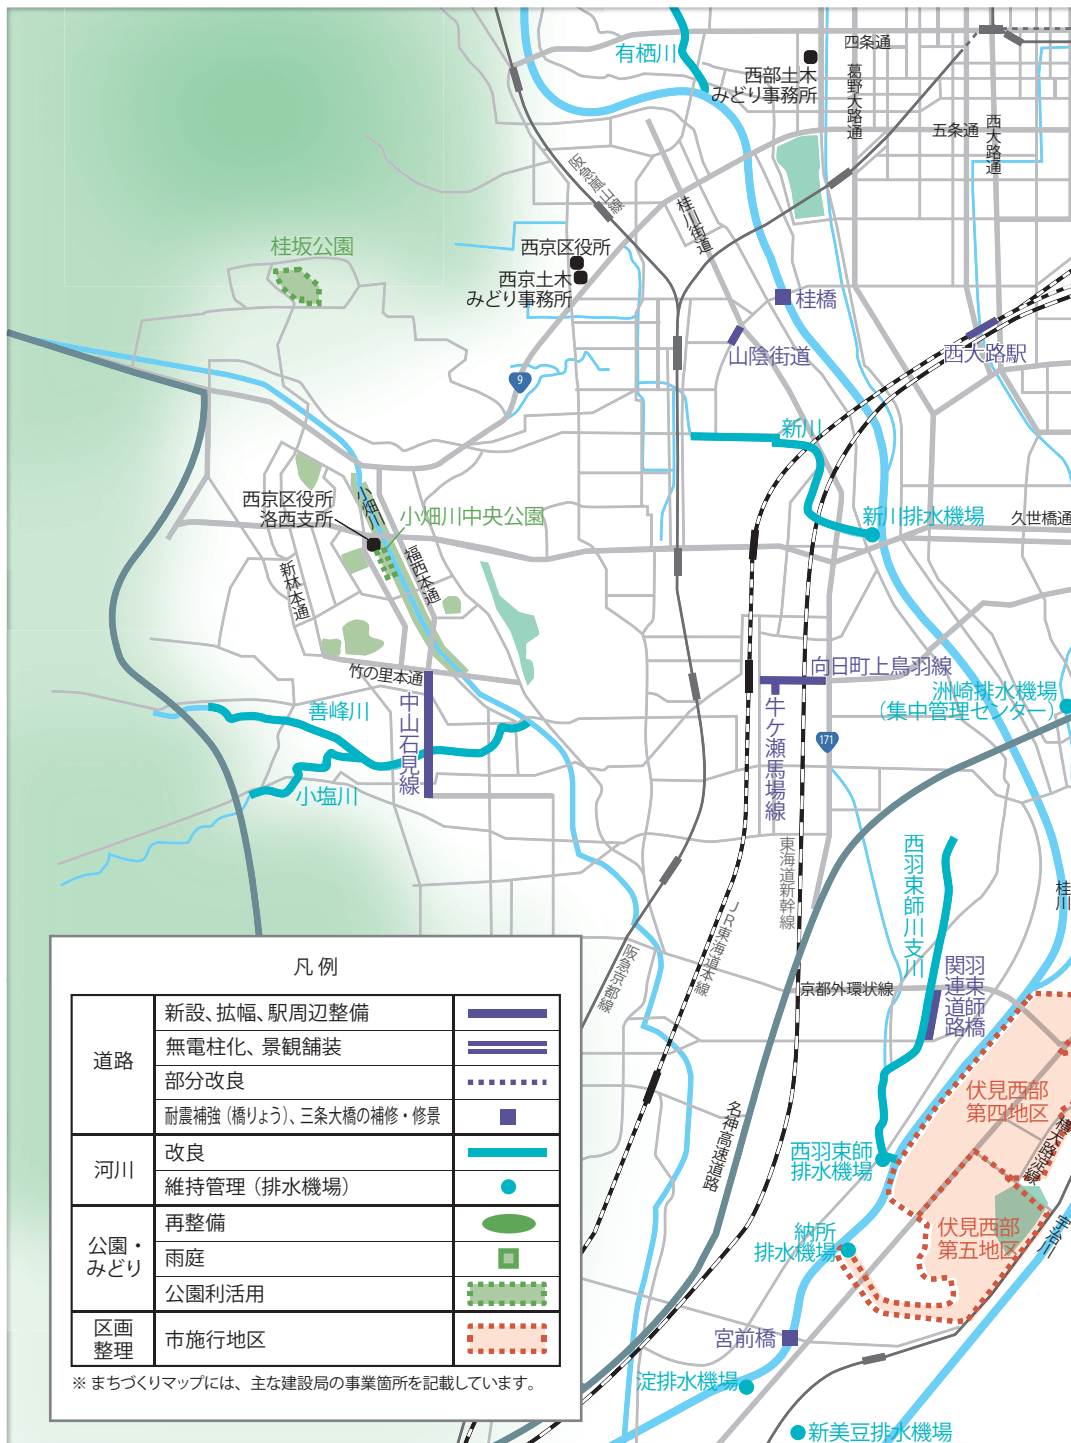 有栖川
西部土木
みどり事務所
四条通
葛野大路通
五条通
西大路通
阪急嵐山線
桂川街道
桂坂公園
西京区役所
西京土木
みどり事務所
桂橋
山陰街道
西大路駅
9
新川
新川排水機場
久世橋通
西京区役所
洛西支所
小畑川
小畑川中央公園
福西本通
新林本通
竹の里本通
向日町上鳥羽線
洲崎排水機場
(集中管理センター)
善峰川
中山石見線
牛ケ瀬馬場線
171
小塩川
東海道新幹線
西羽束師川支川
桂川
JR東海道本線
阪急京都線
京都外環状線
羽束師橋
関連道路
伏見西部
第四地区
横大路淀線
名神高速道路
西羽束師
排水機場
納所
排水機場
伏見西部
第五地区
宇治川
宮前橋
淀排水機場
新美豆排水機場
凡例
道路
新設、拡幅、駅周辺整備
無電柱化、景観舗装
部分改良
耐震補強(橋りょう)、三条大橋の補修・修景
河川
改良
維持管理(排水機場)
公園・
みどり
再整備
雨庭
公園利活用
区画
整理
市施行地区
※ まちづくりマップには、主な建設局の事業箇所を記載しています。